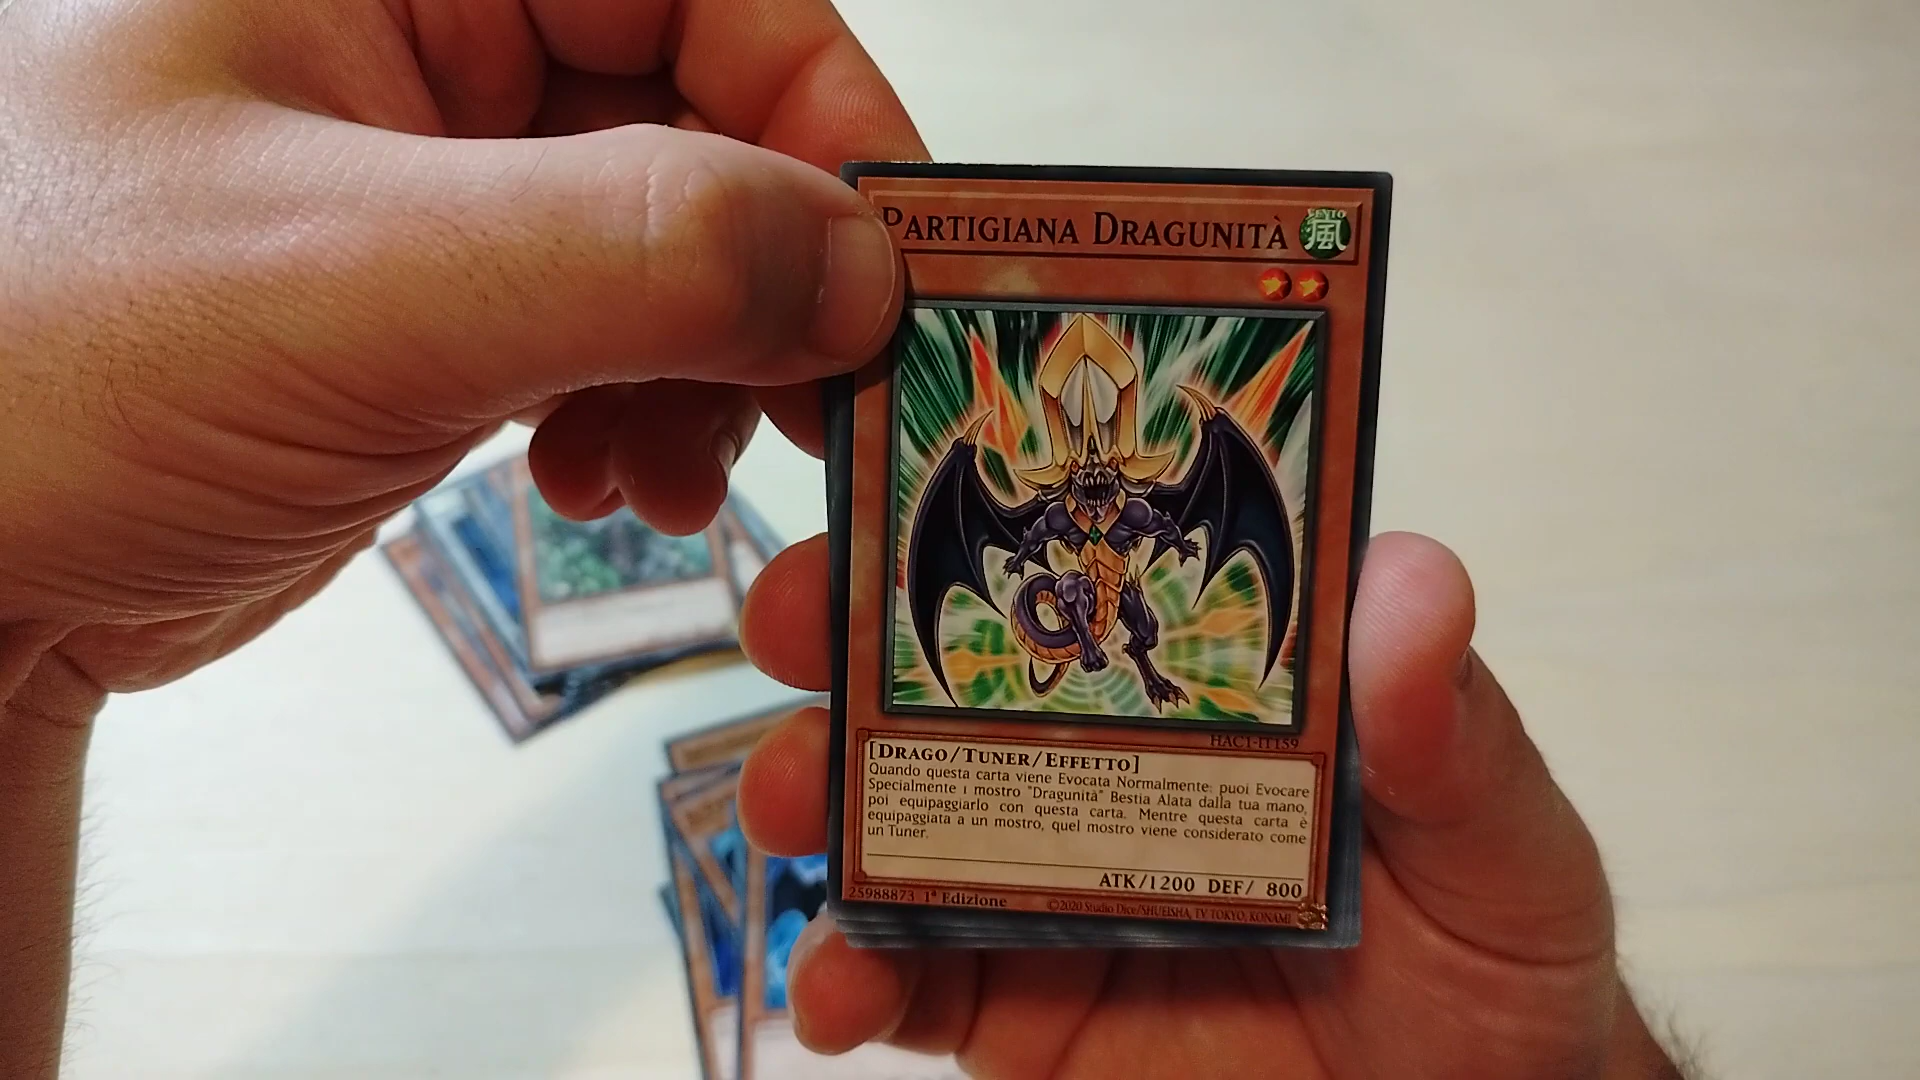 PARTIGIANA DRAGUNITÀ
VENTO
風
HAC1-IT159
[DRAGO/TUNER/EFFETTO]
Quando questa carta viene Evocata Normalmente: puoi Evocare
Specialmente 1 mostro "Dragunità" Bestia Alata dalla tua mano,
poi equipaggiarlo con questa carta. Mentre questa carta è
equipaggiata a un mostro, quel mostro viene considerato come
un Tuner.
ATK/1200 DEF/ 800
25988873 1ª Edizione
©2020 Studio Dice/SHUEISHA, TV TOKYO, KONAMI